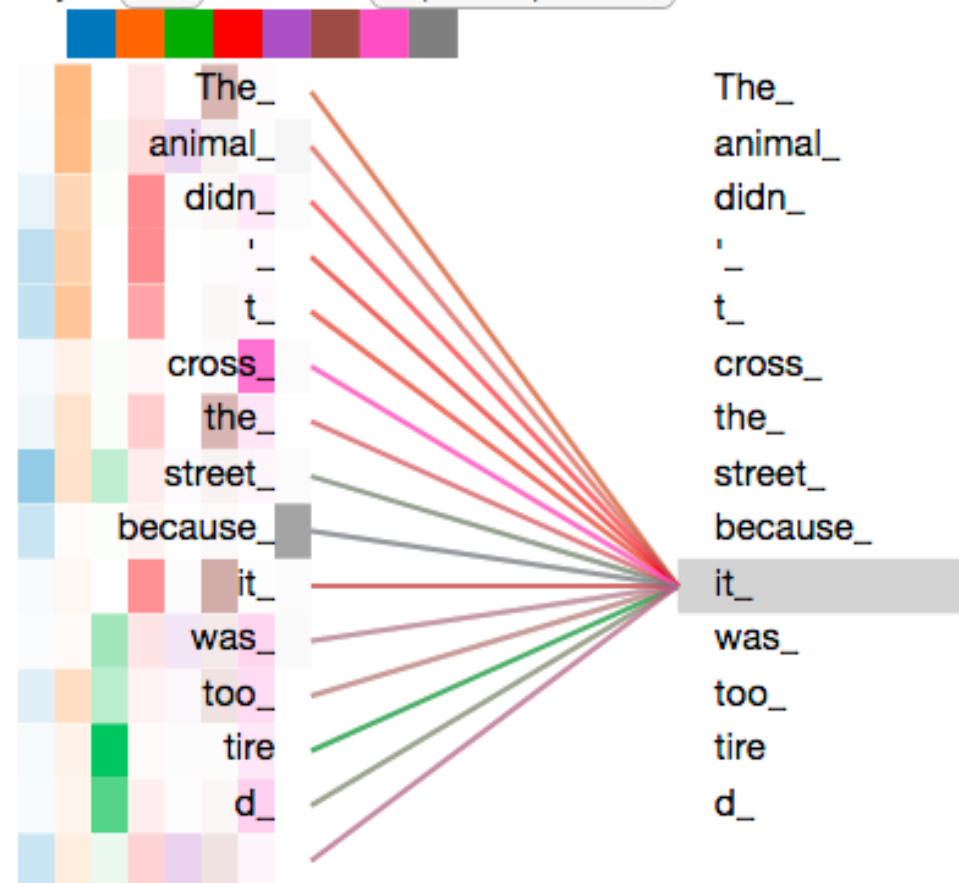 The_ The_
animal_ animal_
didn_ didn_
'_ '_
t_ t_
cross_ cross_
the_ the_
street_ street_
because_ because_
it_ it_
was_ was_
too_ too_
tire tire
d_ d_